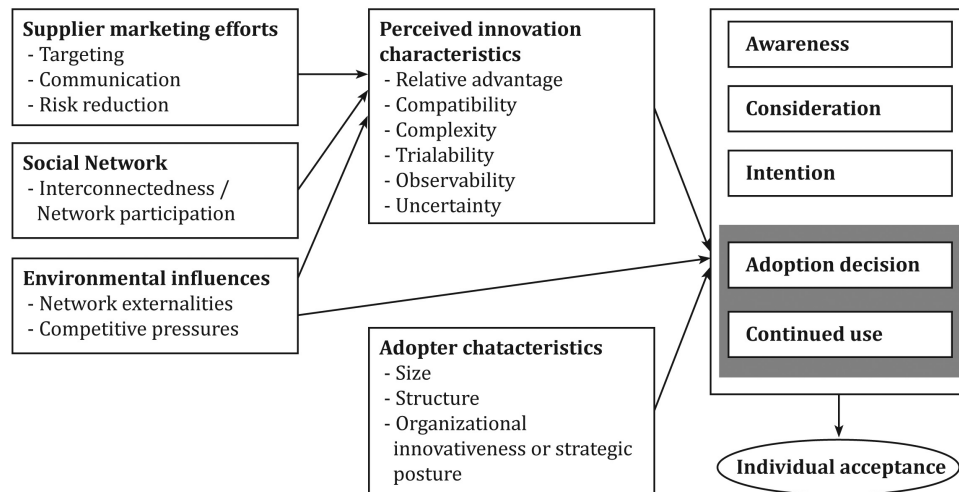 Supplier marketing efforts
- Targeting
- Communication
- Risk reduction
Social Network
- Interconnectedness /
Network participation
Environmental influences
- Network externalities
- Competitive pressures
Perceived innovation
characteristics
- Relative advantage
- Compatibility
- Complexity
- Trialability
- Observability
- Uncertainty
Adopter chatacteristics
- Size
- Structure
- Organizational
innovativeness or strategic
posture
Awareness
Consideration
Intention
Adoption decision
Continued use
Individual acceptance